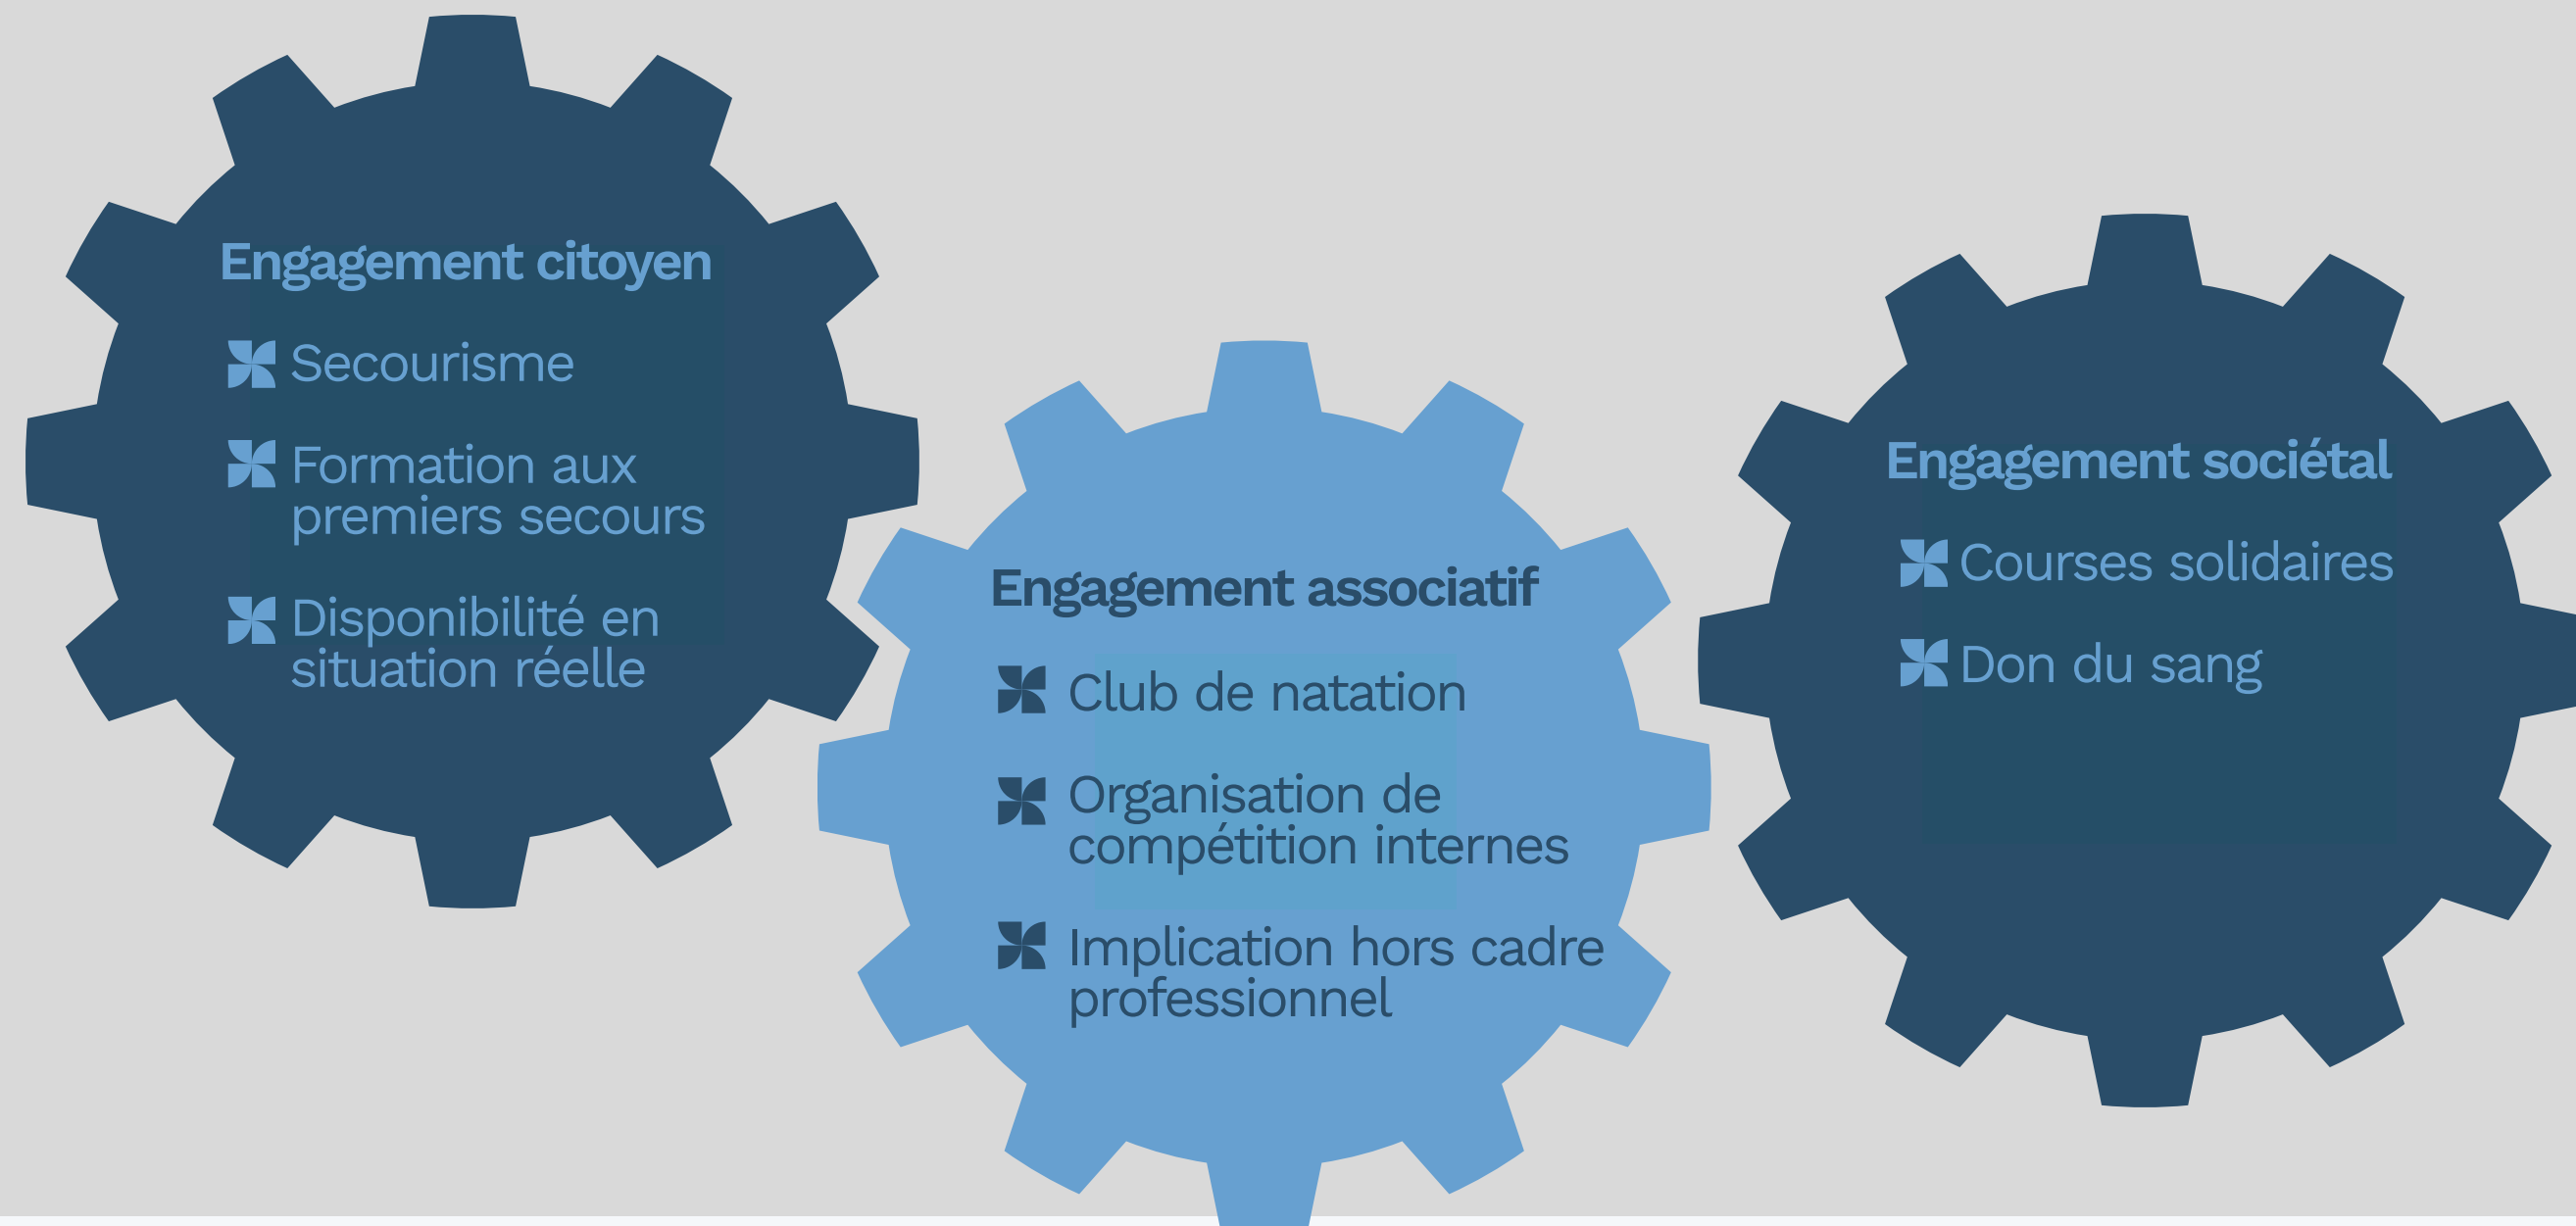 Engagement citoyen
Secourisme
Formation aux
premiers secours
Disponibilité en
situation réelle
Engagement associatif
Club de natation
Organisation de
compétition internes
Implication hors cadre
professionnel
Engagement sociétal
Courses solidaires
Don du sang